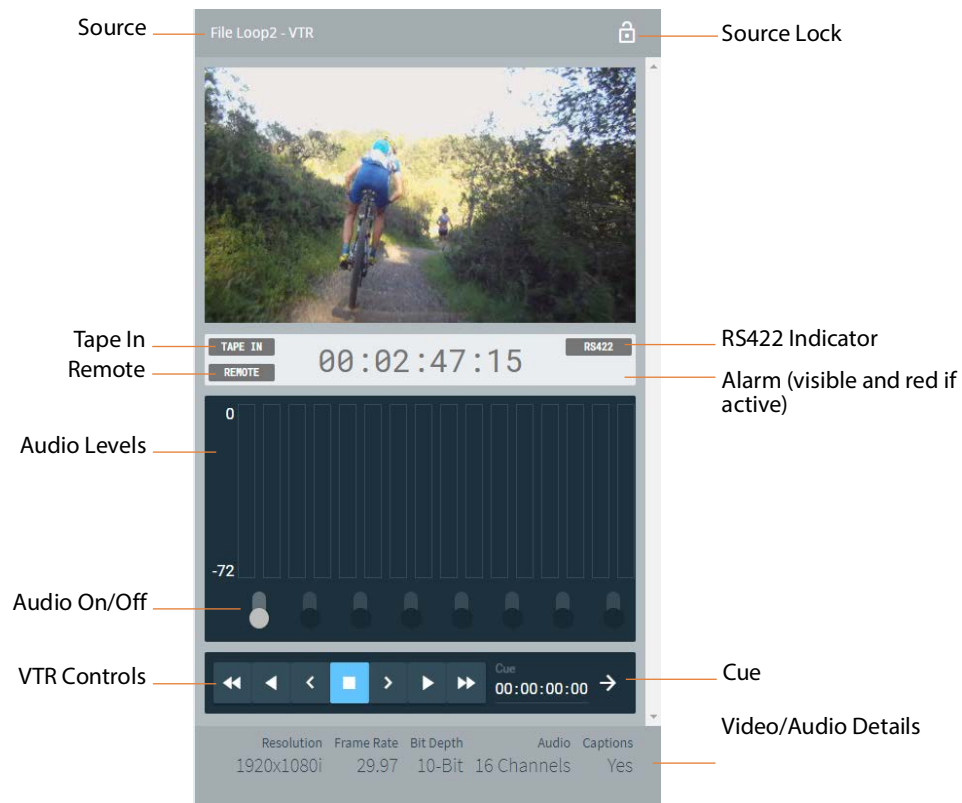 Source
File Loop2 - VTR
Source Lock
Tape In
TAPE IN
00:02:47:15
RS422
RS422 Indicator
Remote
REMOTE
Alarm (visible and red if
active)
0
Audio Levels
-72
Audio On/Off
VTR Controls
Cue
00:00:00:00
Cue
Video/Audio Details
Resolution Frame Rate Bit Depth Audio Captions
1920x1080i 29.97 10-Bit 16 Channels Yes